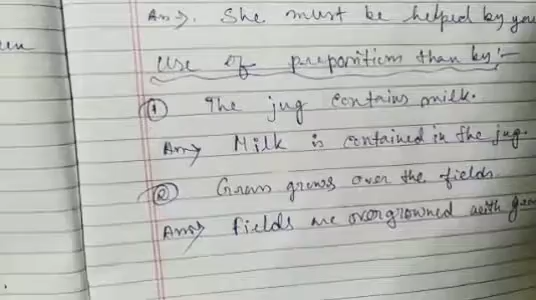 Ans→. She must be helped by you
use of preposition than by:-
① The jug contains milk.
Ans→ Milk is contained in the jug.
② Grass grows over the fields.
Ans→ fields are overgrowned with